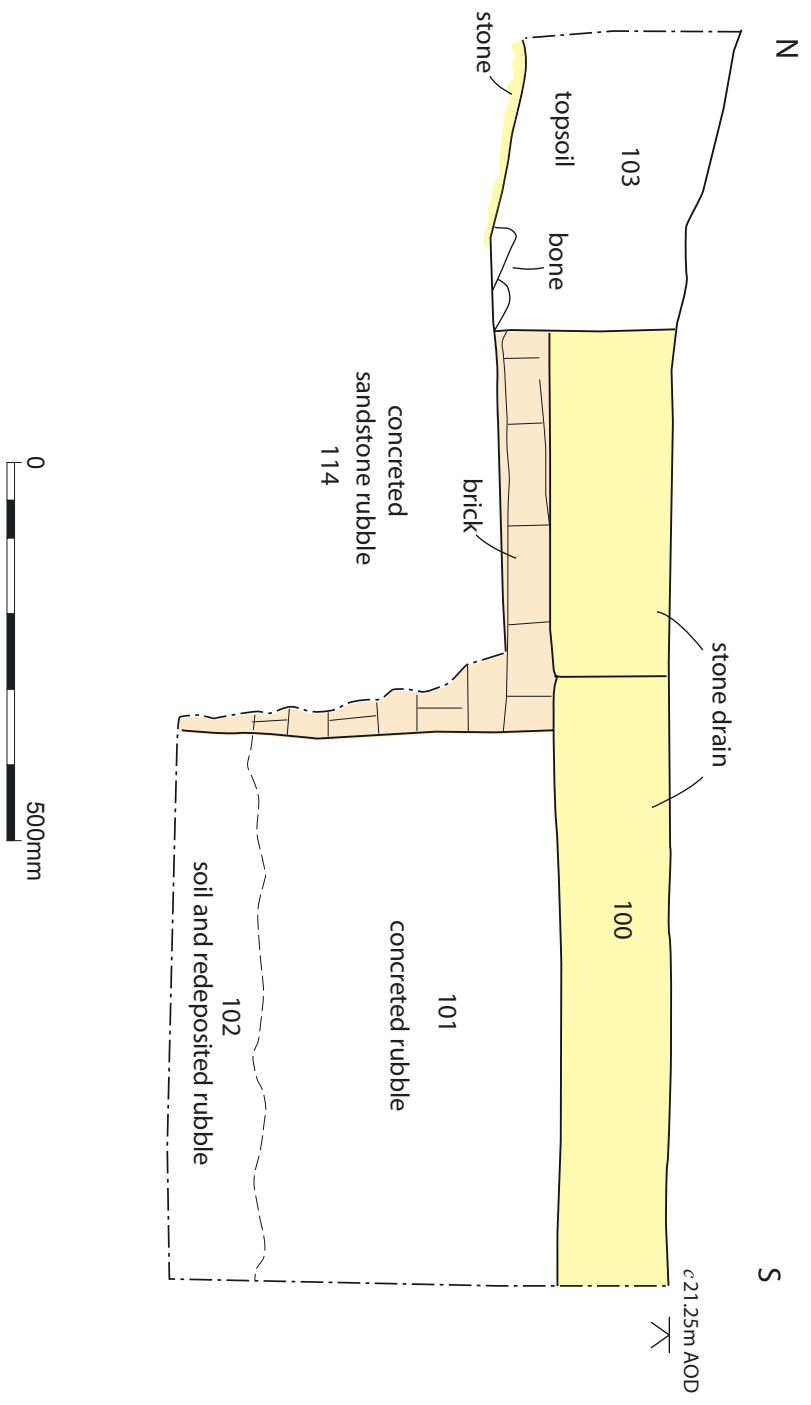 N
S
c 21.25m AOD
stone drain
103
topsoil
100
bone
stone
brick
101
concreted rubble
concreted
sandstone rubble
114
102
soil and redeposited rubble
0
500mm